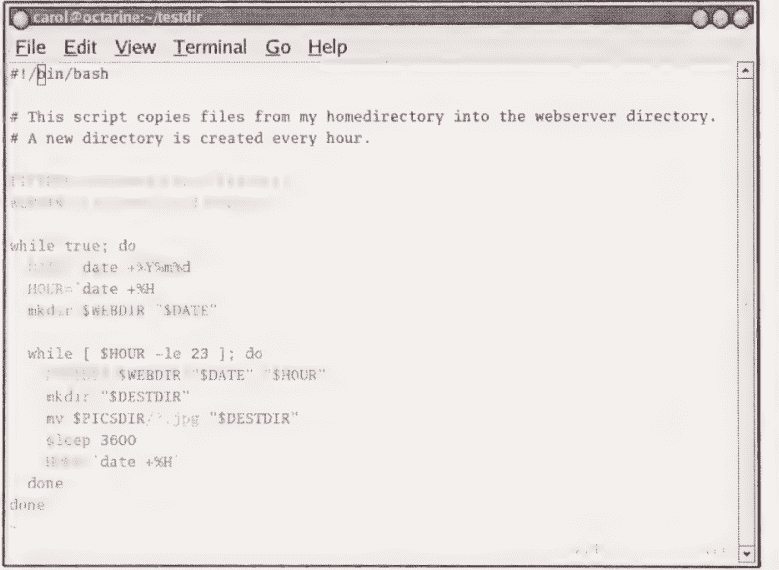 carol@octarine:~/testdir
File Edit View Terminal Go Help
#!/bin/bash
# This script copies files from my homedirectory into the webserver directory.
# A new directory is created every hour.
while true; do
date +%Y%m%d
HOUR=`date +%H
mkdir $WEBDIR "$DATE"
while [ $HOUR -le 23 ]; do
$WEBDIR "$DATE" "$HOUR"
mkdir "$DESTDIR"
mv $PICSDIR/*.jpg "$DESTDIR"
sleep 3600
`date +%H`
done
done